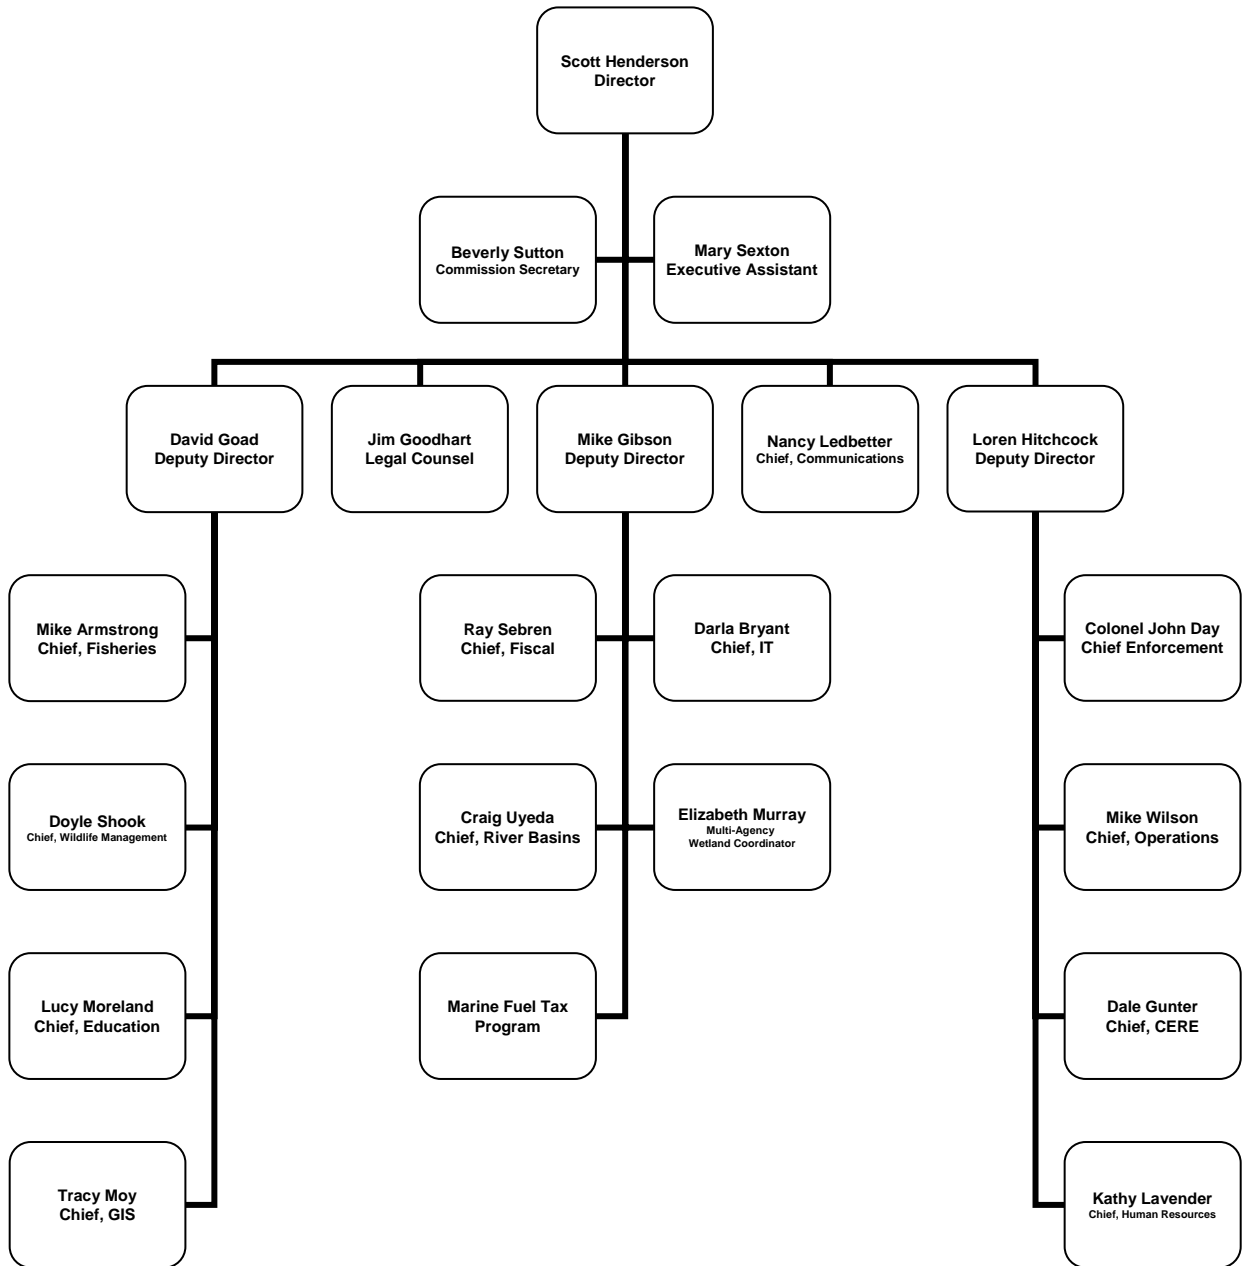 Scott Henderson
Director
Beverly Sutton
Commission Secretary
Mary Sexton
Executive Assistant
David Goad
Deputy Director
Jim Goodhart
Legal Counsel
Mike Gibson
Deputy Director
Nancy Ledbetter
Chief, Communications
Loren Hitchcock
Deputy Director
Mike Armstrong
Chief, Fisheries
Ray Sebren
Chief, Fiscal
Darla Bryant
Chief, IT
Colonel John Day
Chief Enforcement
Doyle Shook
Chief, Wildlife Management
Craig Uyeda
Chief, River Basins
Elizabeth Murray
Multi-Agency
Wetland Coordinator
Mike Wilson
Chief, Operations
Lucy Moreland
Chief, Education
Marine Fuel Tax
Program
Dale Gunter
Chief, CERE
Tracy Moy
Chief, GIS
Kathy Lavender
Chief, Human Resources